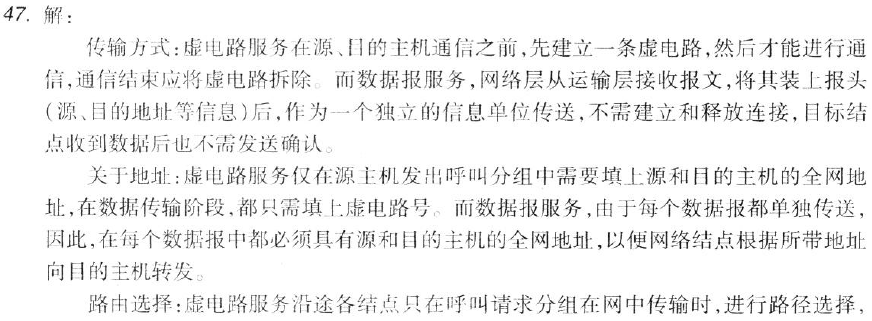 47. 解:
传输方式:虚电路服务在源、目的主机通信之前,先建立一条虚电路,然后才能进行通
信,通信结束应将虚电路拆除。而数据报服务,网络层从运输层接收报文,将其装上报头
(源、目的地址等信息)后,作为一个独立的信息单位传送,不需建立和释放连接,目标结
点收到数据后也不需发送确认。
关于地址:虚电路服务仅在源主机发出呼叫分组中需要填上源和目的主机的全网地
址,在数据传输阶段,都只需填上虚电路号。而数据报服务,由于每个数据报都单独传送,
因此,在每个数据报中都必须具有源和目的主机的全网地址,以便网络结点根据所带地址
向目的主机转发。
路由选择:虚电路服务沿途各结点只在呼叫请求分组在网中传输时,进行路径选择,